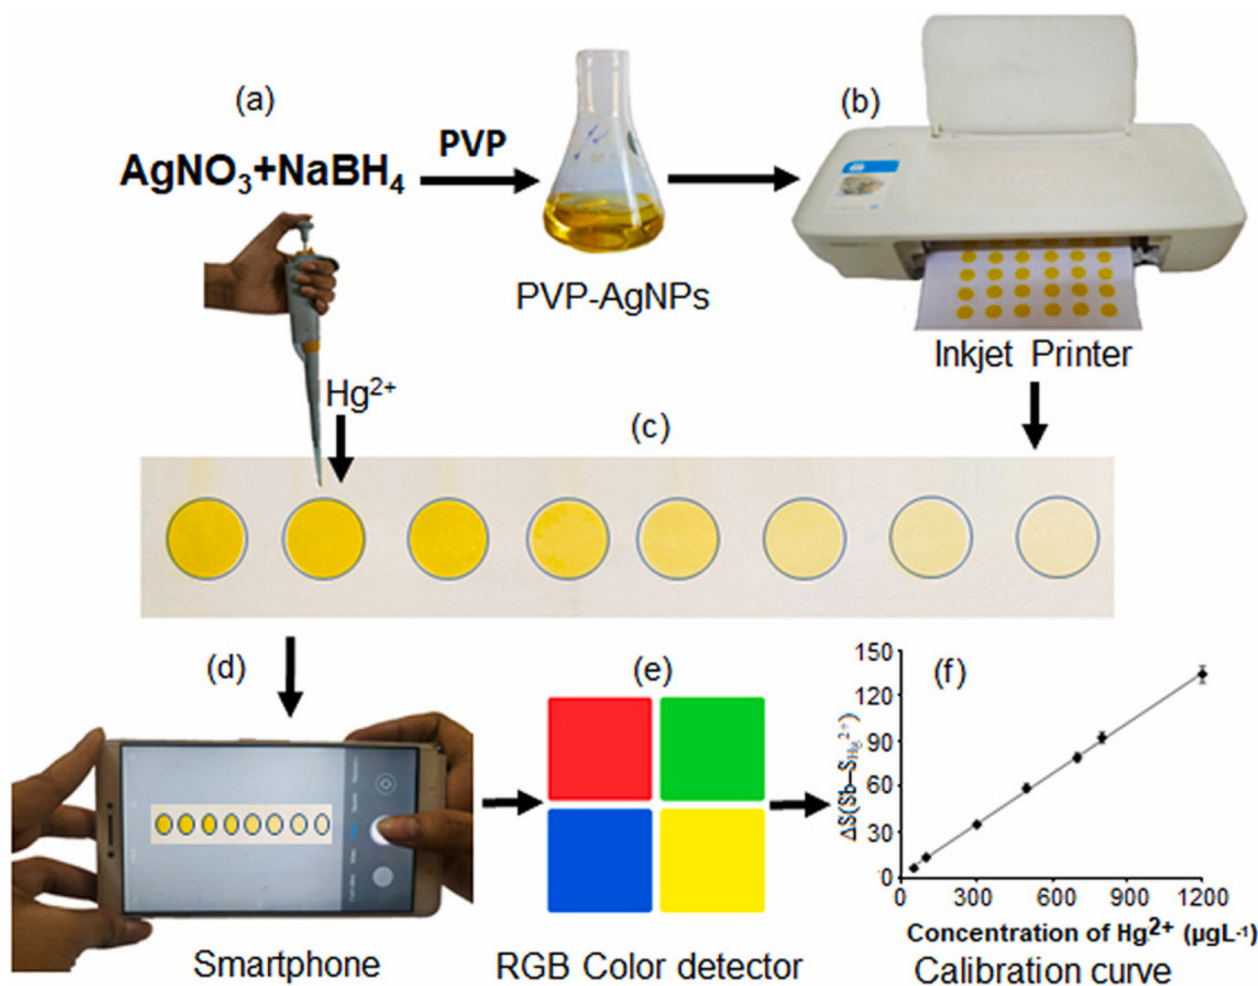 (a)
AgNO₃+NaBH₄
PVP
PVP-AgNPs
(b)
Inkjet Printer
Hg²⁺
(c)
(d)
Smartphone
(e)
RGB Color detector
(f)
150
120
90
60
30
0
0 300 600 900 1200
ΔS(Sb–S_Hg²⁺)
Concentration of Hg²⁺ (µgL⁻¹)
Calibration curve